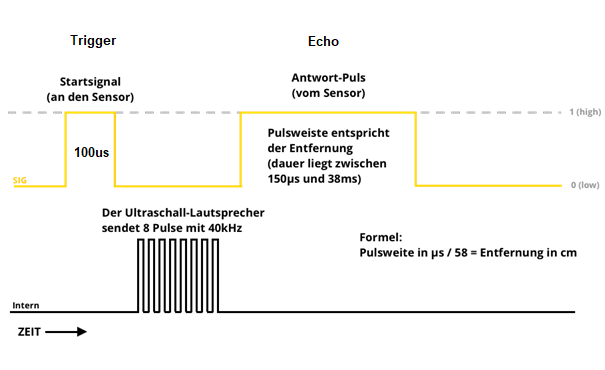 Trigger
Echo
Startsignal
(an den Sensor)
Antwort-Puls
(vom Sensor)
1 (high)
100us
Pulsweiste entspricht
der Entfernung
(dauer liegt zwischen
150µs und 38ms)
SIG
0 (low)
Der Ultraschall-Lautsprecher
sendet 8 Pulse mit 40kHz
Formel:
Pulsweite in µs / 58 = Entfernung in cm
Intern
ZEIT